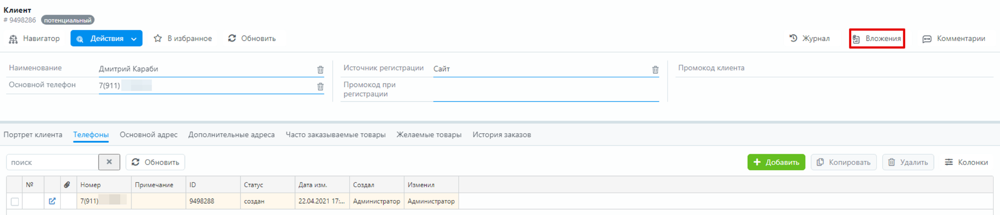 Клиент
# 9498286 потенциальный
Навигатор Действия В избранное Обновить Журнал Вложения Комментарии
Наименование Дмитрий Караби Источник регистрации Сайт Промокод клиента
Основной телефон 7(911) Промокод при
регистрации
Портрет клиента Телефоны Основной адрес Дополнительные адреса Часто заказываемые товары Желаемые товары История заказов
поиск Обновить Добавить Копировать Удалить Колонки
№ Номер Примечание ID Статус Дата изм. Создал Изменил
7(911) 9498288 создан 22.04.2021 17:... Администратор Администратор